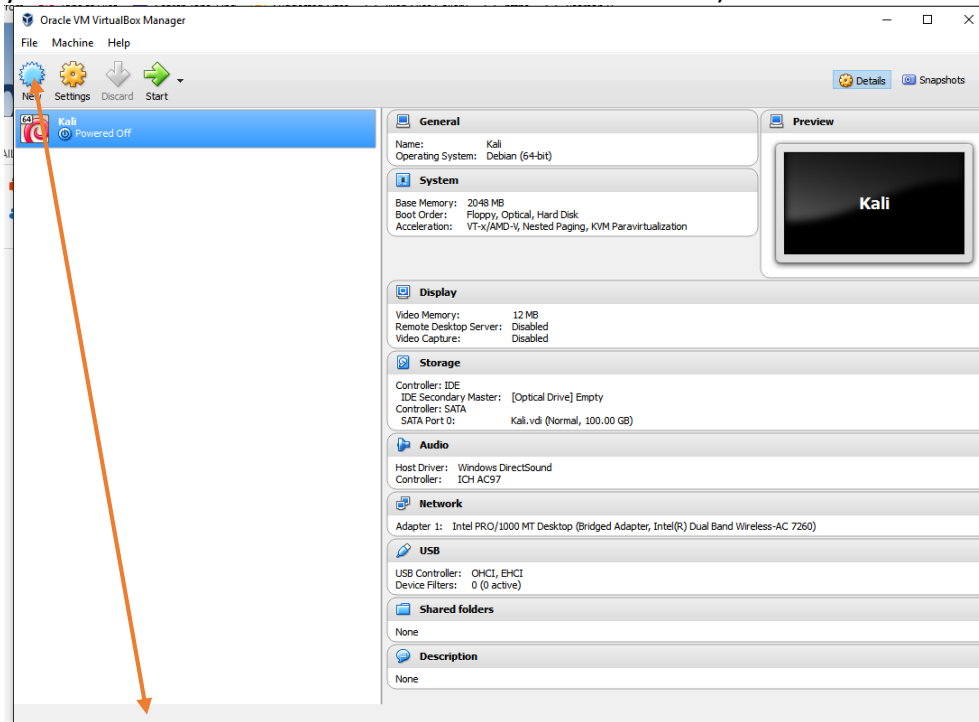 Oracle VM VirtualBox Manager
File Machine Help
New Settings Discard Start
Details Snapshots
64
Kali
Powered Off
General
Name: Kali
Operating System: Debian (64-bit)
Preview
Kali
System
Base Memory: 2048 MB
Boot Order: Floppy, Optical, Hard Disk
Acceleration: VT-x/AMD-V, Nested Paging, KVM Paravirtualization
Display
Video Memory: 12 MB
Remote Desktop Server: Disabled
Video Capture: Disabled
Storage
Controller: IDE
IDE Secondary Master: [Optical Drive] Empty
Controller: SATA
SATA Port 0: Kali.vdi (Normal, 100.00 GB)
Audio
Host Driver: Windows DirectSound
Controller: ICH AC97
Network
Adapter 1: Intel PRO/1000 MT Desktop (Bridged Adapter, Intel(R) Dual Band Wireless-AC 7260)
USB
USB Controller: OHCI, EHCI
Device Filters: 0 (0 active)
Shared folders
None
Description
None